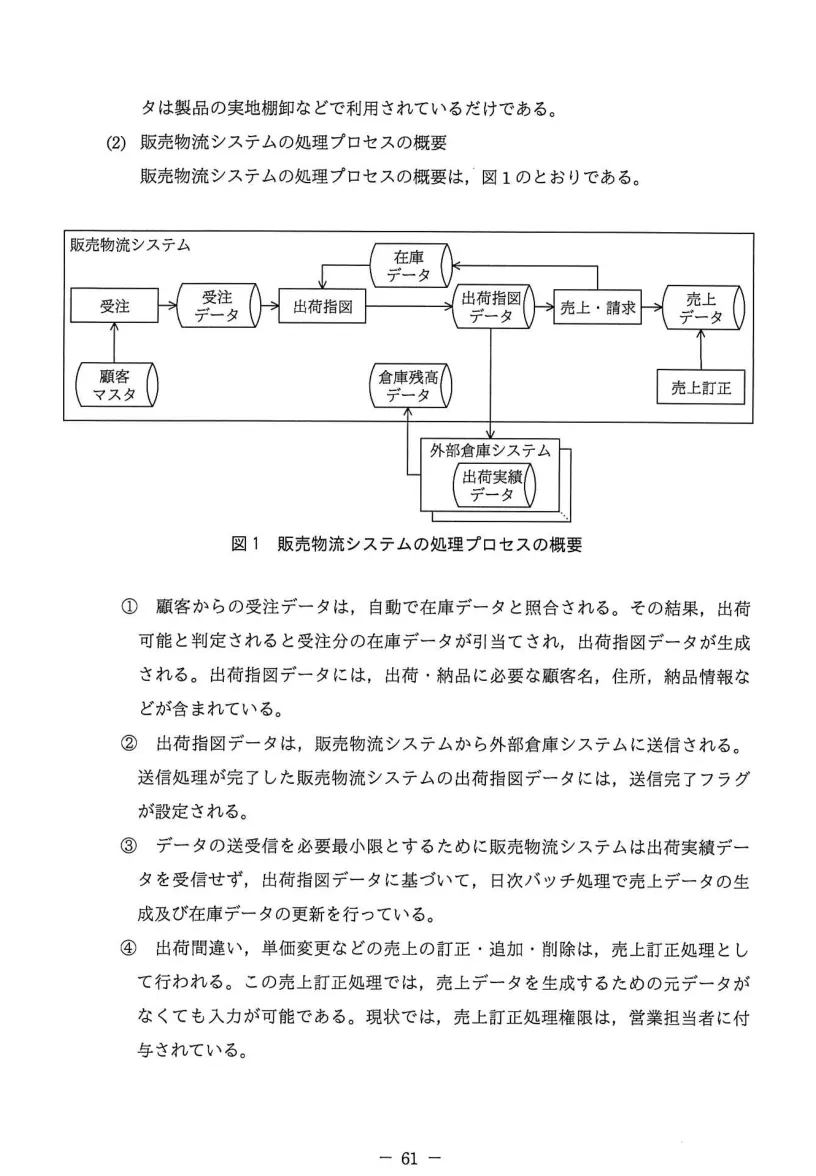 タは製品の実地棚卸などで利用されているだけである。
(2) 販売物流システムの処理プロセスの概要
販売物流システムの処理プロセスの概要は，図1のとおりである。
販売物流システム
在庫
データ
受注
受注
データ
出荷指図
出荷指図
データ
売上・請求
売上
データ
顧客
マスタ
倉庫残高
データ
売上訂正
外部倉庫システム
出荷実績
データ
図1 販売物流システムの処理プロセスの概要
① 顧客からの受注データは，自動で在庫データと照合される。その結果，出荷
可能と判定されると受注分の在庫データが引当てされ，出荷指図データが生成
される。出荷指図データには，出荷・納品に必要な顧客名，住所，納品情報な
どが含まれている。
② 出荷指図データは，販売物流システムから外部倉庫システムに送信される。
送信処理が完了した販売物流システムの出荷指図データには，送信完了フラグ
が設定される。
③ データの送受信を必要最小限とするために販売物流システムは出荷実績デー
タを受信せず，出荷指図データに基づいて，日次バッチ処理で売上データの生
成及び在庫データの更新を行っている。
④ 出荷間違い，単価変更などの売上の訂正・追加・削除は，売上訂正処理とし
て行われる。この売上訂正処理では，売上データを生成するための元データが
なくても入力が可能である。現状では，売上訂正処理権限は，営業担当者に付
与されている。
－ 61 －